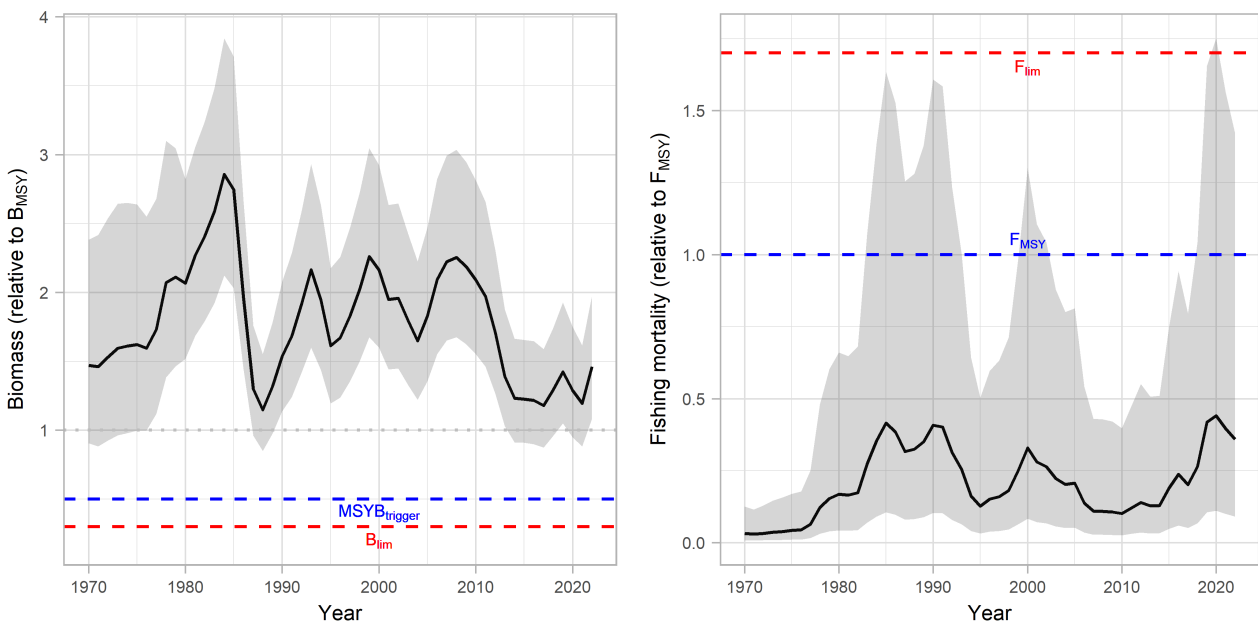 4
3
2
1
Biomass (relative to BMSY)
MSYBtrigger
Blim
1970 1980 1990 2000 2010 2020
Year
Flim
1.5
FMSY
1.0
0.5
0.0
Fishing mortality (relative to FMSY)
1970 1980 1990 2000 2010 2020
Year